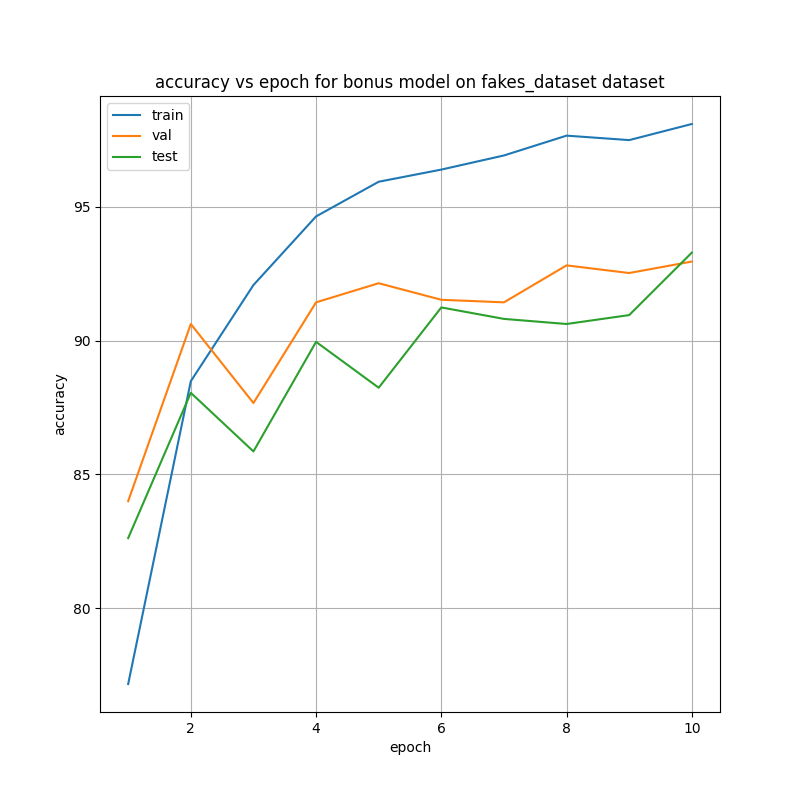 accuracy vs epoch for bonus model on fakes_dataset dataset
train
val
test
95
90
85
80
accuracy
2 4 6 8 10
epoch